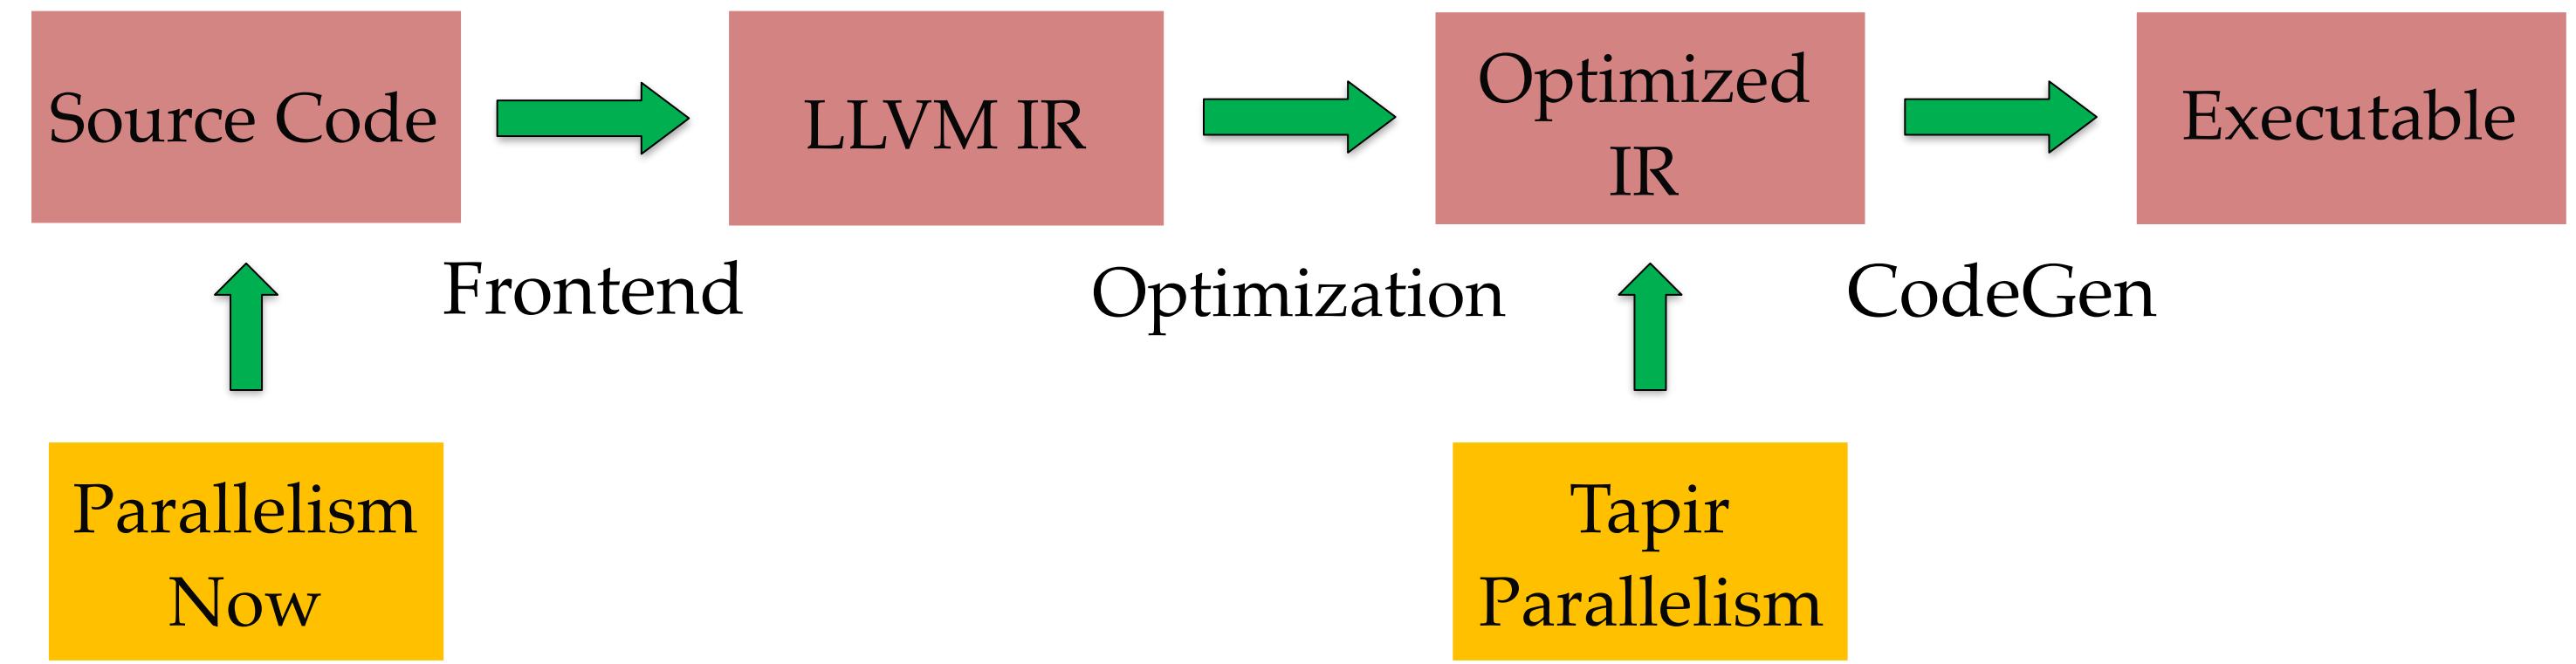 Source Code
LLVM IR
Optimized
IR
Executable
Frontend
Optimization
CodeGen
Parallelism
Now
Tapir
Parallelism